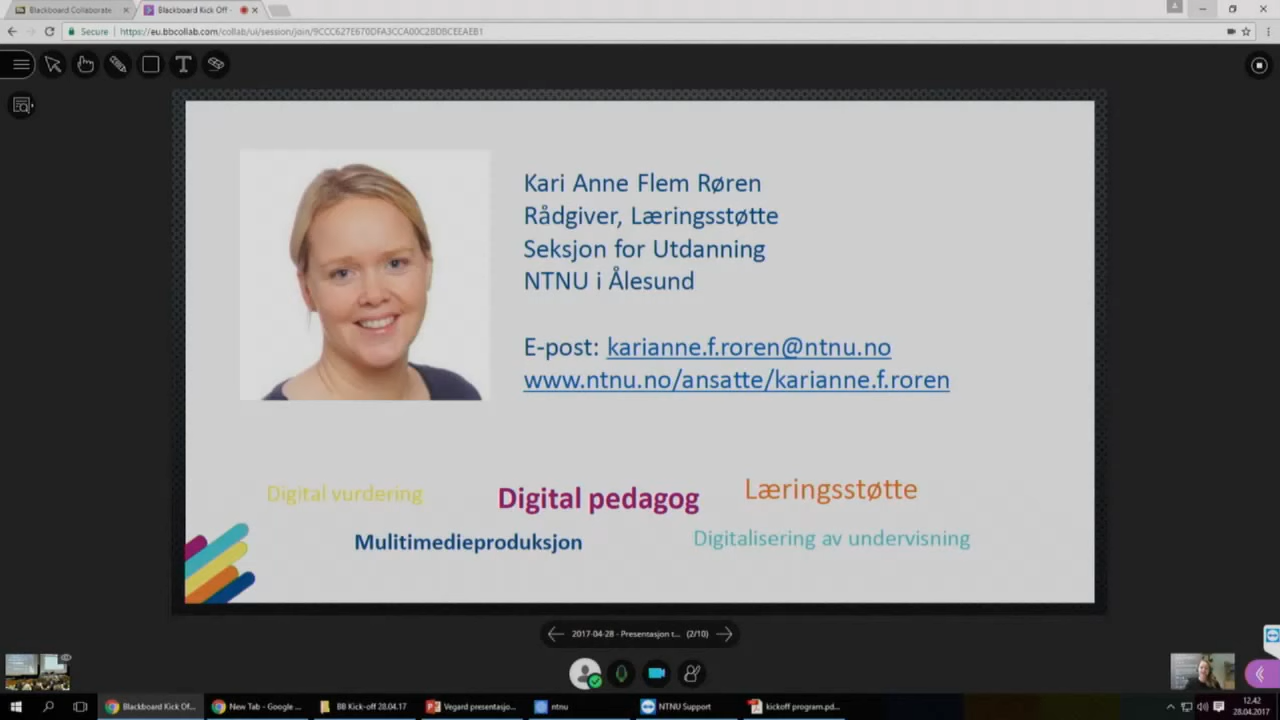 Blackboard Collaborate
Blackboard Kick Off -
Secure
https://eu.bbcollab.com/collab/ui/session/join/9CCC627E670DFA3CCA00C2BDBCEEAEB1
T
Kari Anne Flem Røren
Rådgiver, Læringsstøtte
Seksjon for Utdanning
NTNU i Ålesund
E-post: karianne.f.roren@ntnu.no
www.ntnu.no/ansatte/karianne.f.roren
Digital vurdering
Digital pedagog
Læringsstøtte
Mulitimedieproduksjon
Digitalisering av undervisning
2017-04-28 - Presentasjon t... (2/10)
Blackboard Kick Of...
New Tab - Google ...
BB Kick-off 28.04.17
Vegard presentasjo...
ntnu
NTNU Support
kickoff program.pd...
12.42
28.04.2017